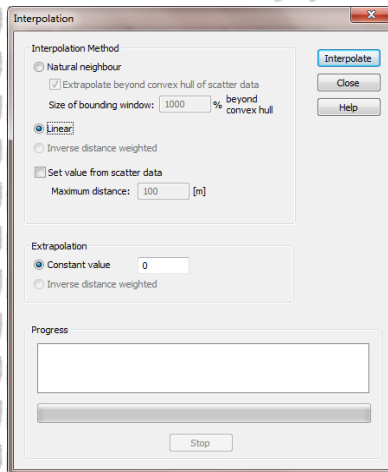 Interpolation
Interpolation Method
Natural neighbour
Extrapolate beyond convex hull of scatter data
Size of bounding window: 1000 % beyond convex hull
Linear
Inverse distance weighted
Set value from scatter data
Maximum distance: 100 [m]
Interpolate
Close
Help
Extrapolation
Constant value 0
Inverse distance weighted
Progress
Stop